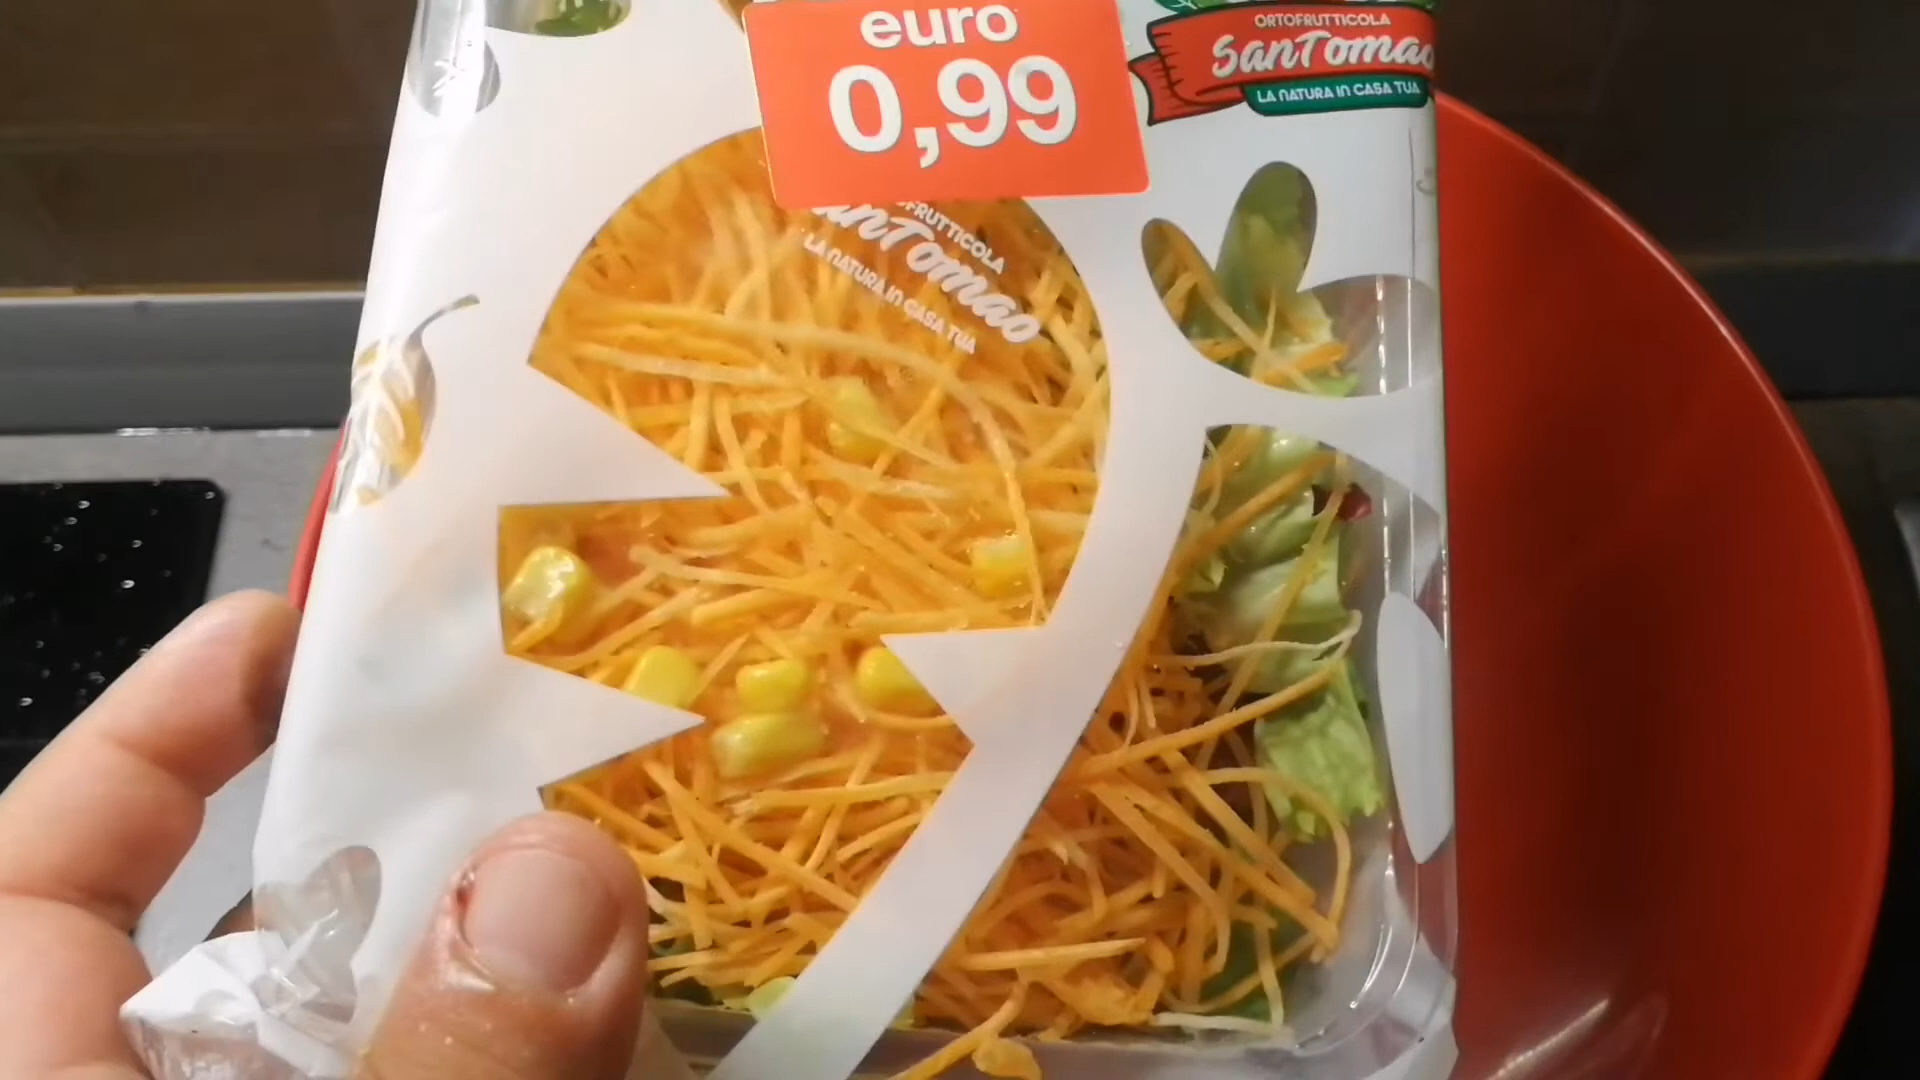 euro
0,99
ORTOFRUTTICOLA
SanTomao
LA NATURA IN CASA TUA
SanTomao
LA NATURA IN CASA TUA